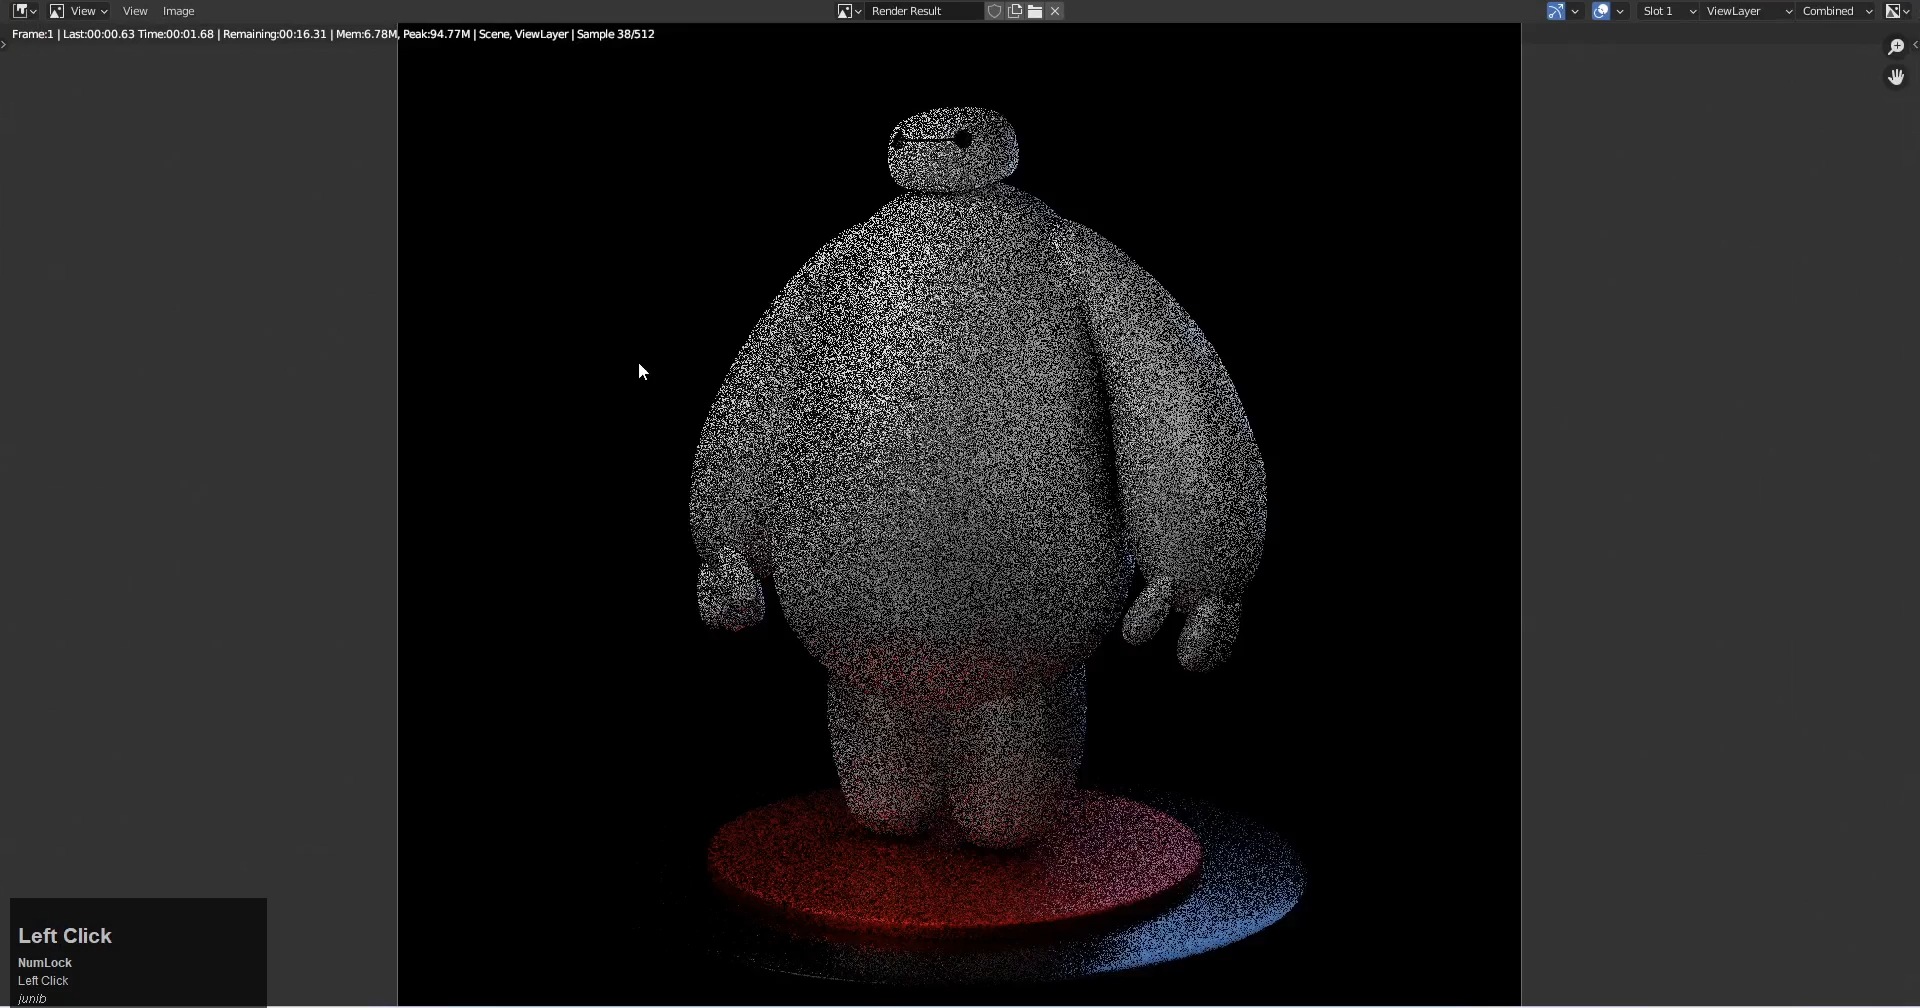 View View Image Render Result Slot 1 ViewLayer Combined
Frame:1 | Last:00:00.63 Time:00:01.68 | Remaining:00:16.31 | Mem:6.78M, Peak:94.77M | Scene, ViewLayer | Sample 38/512
Left Click
NumLock
Left Click
junib